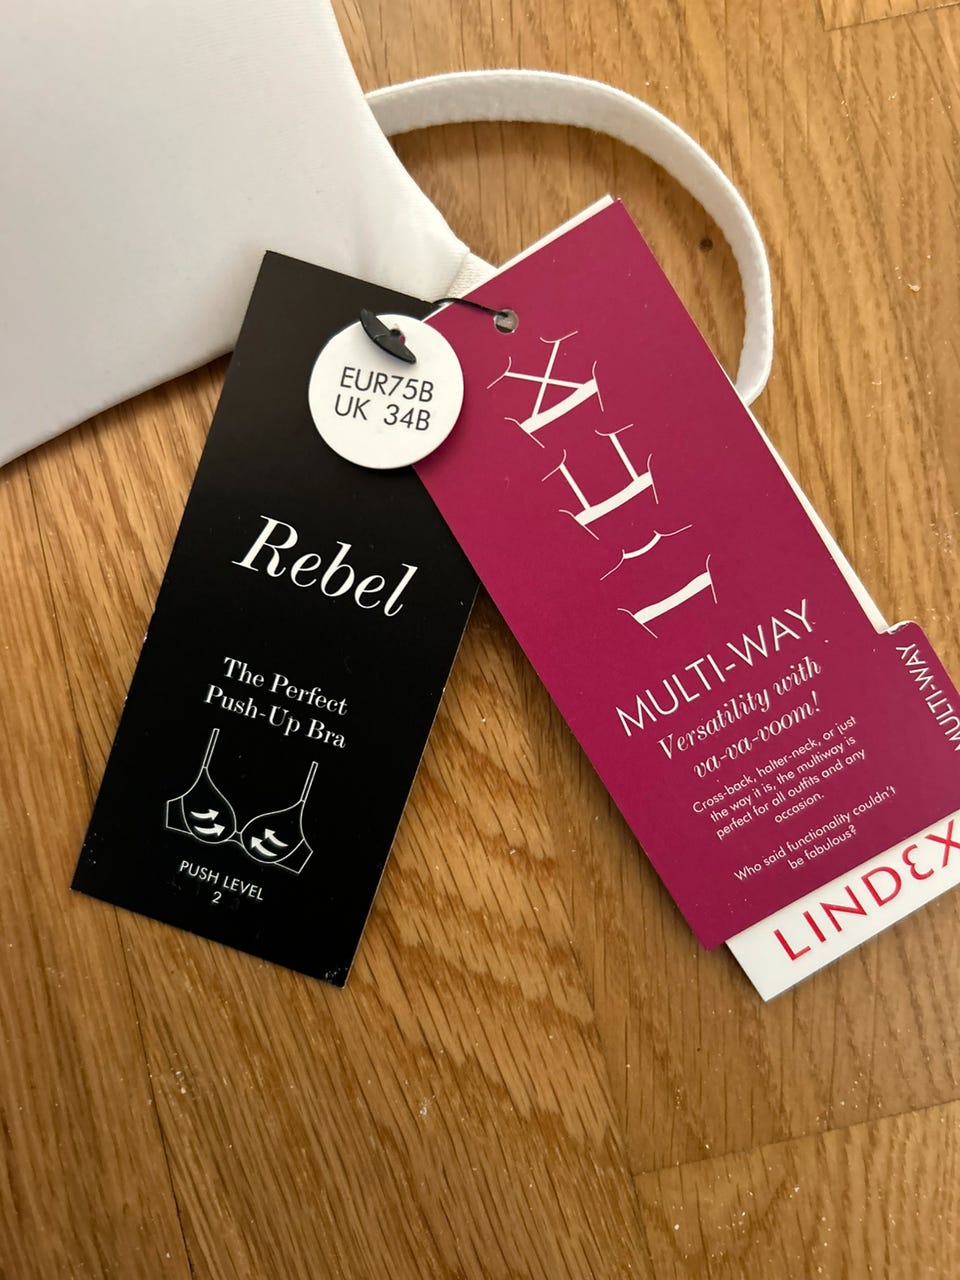 EUR75B
UK 34B
Rebel
The Perfect
Push-Up Bra
PUSH LEVEL
2
MULTI-WAY
Versatility with
va-va-voom!
Cross-back, halter-neck, or just
the way it is, the multiway is
perfect for all outfits and any
occasion.
Who said functionality couldn't
be fabulous?
MULTI-WAY
LINDEX